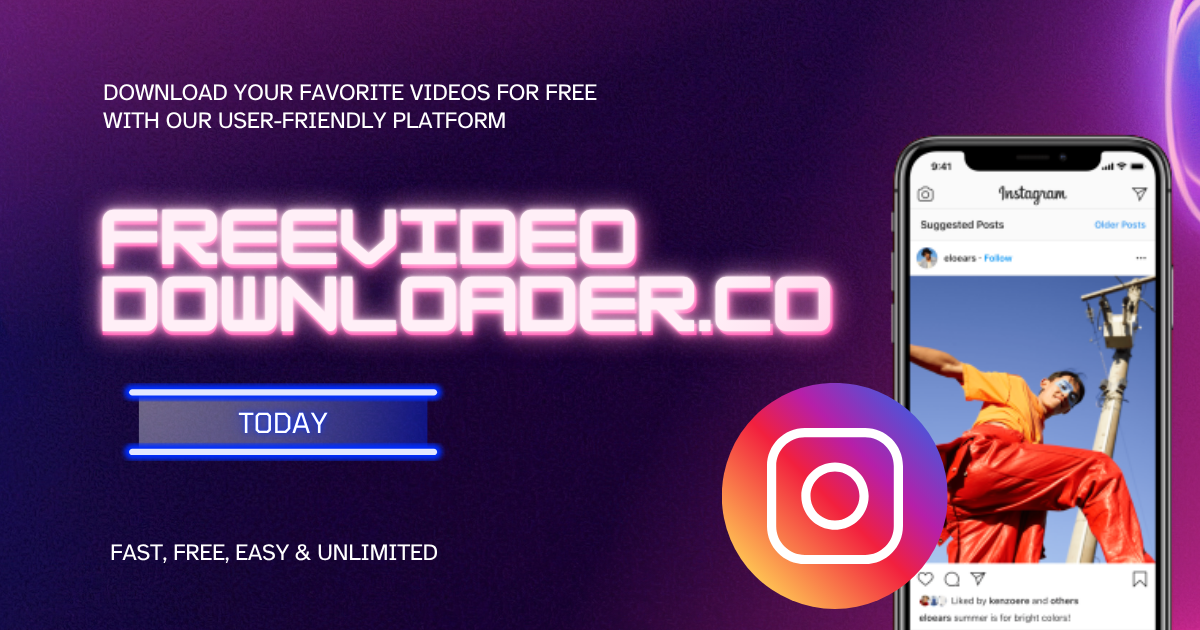 DOWNLOAD YOUR FAVORITE VIDEOS FOR FREE
WITH OUR USER-FRIENDLY PLATFORM
FREEVIDEO
DOWNLOADER.CO
TODAY
FAST, FREE, EASY & UNLIMITED
9:41
Instagram
Suggested Posts Older Posts
eloears · Follow
Liked by kenzoere and others
eloears summer is for bright colors!